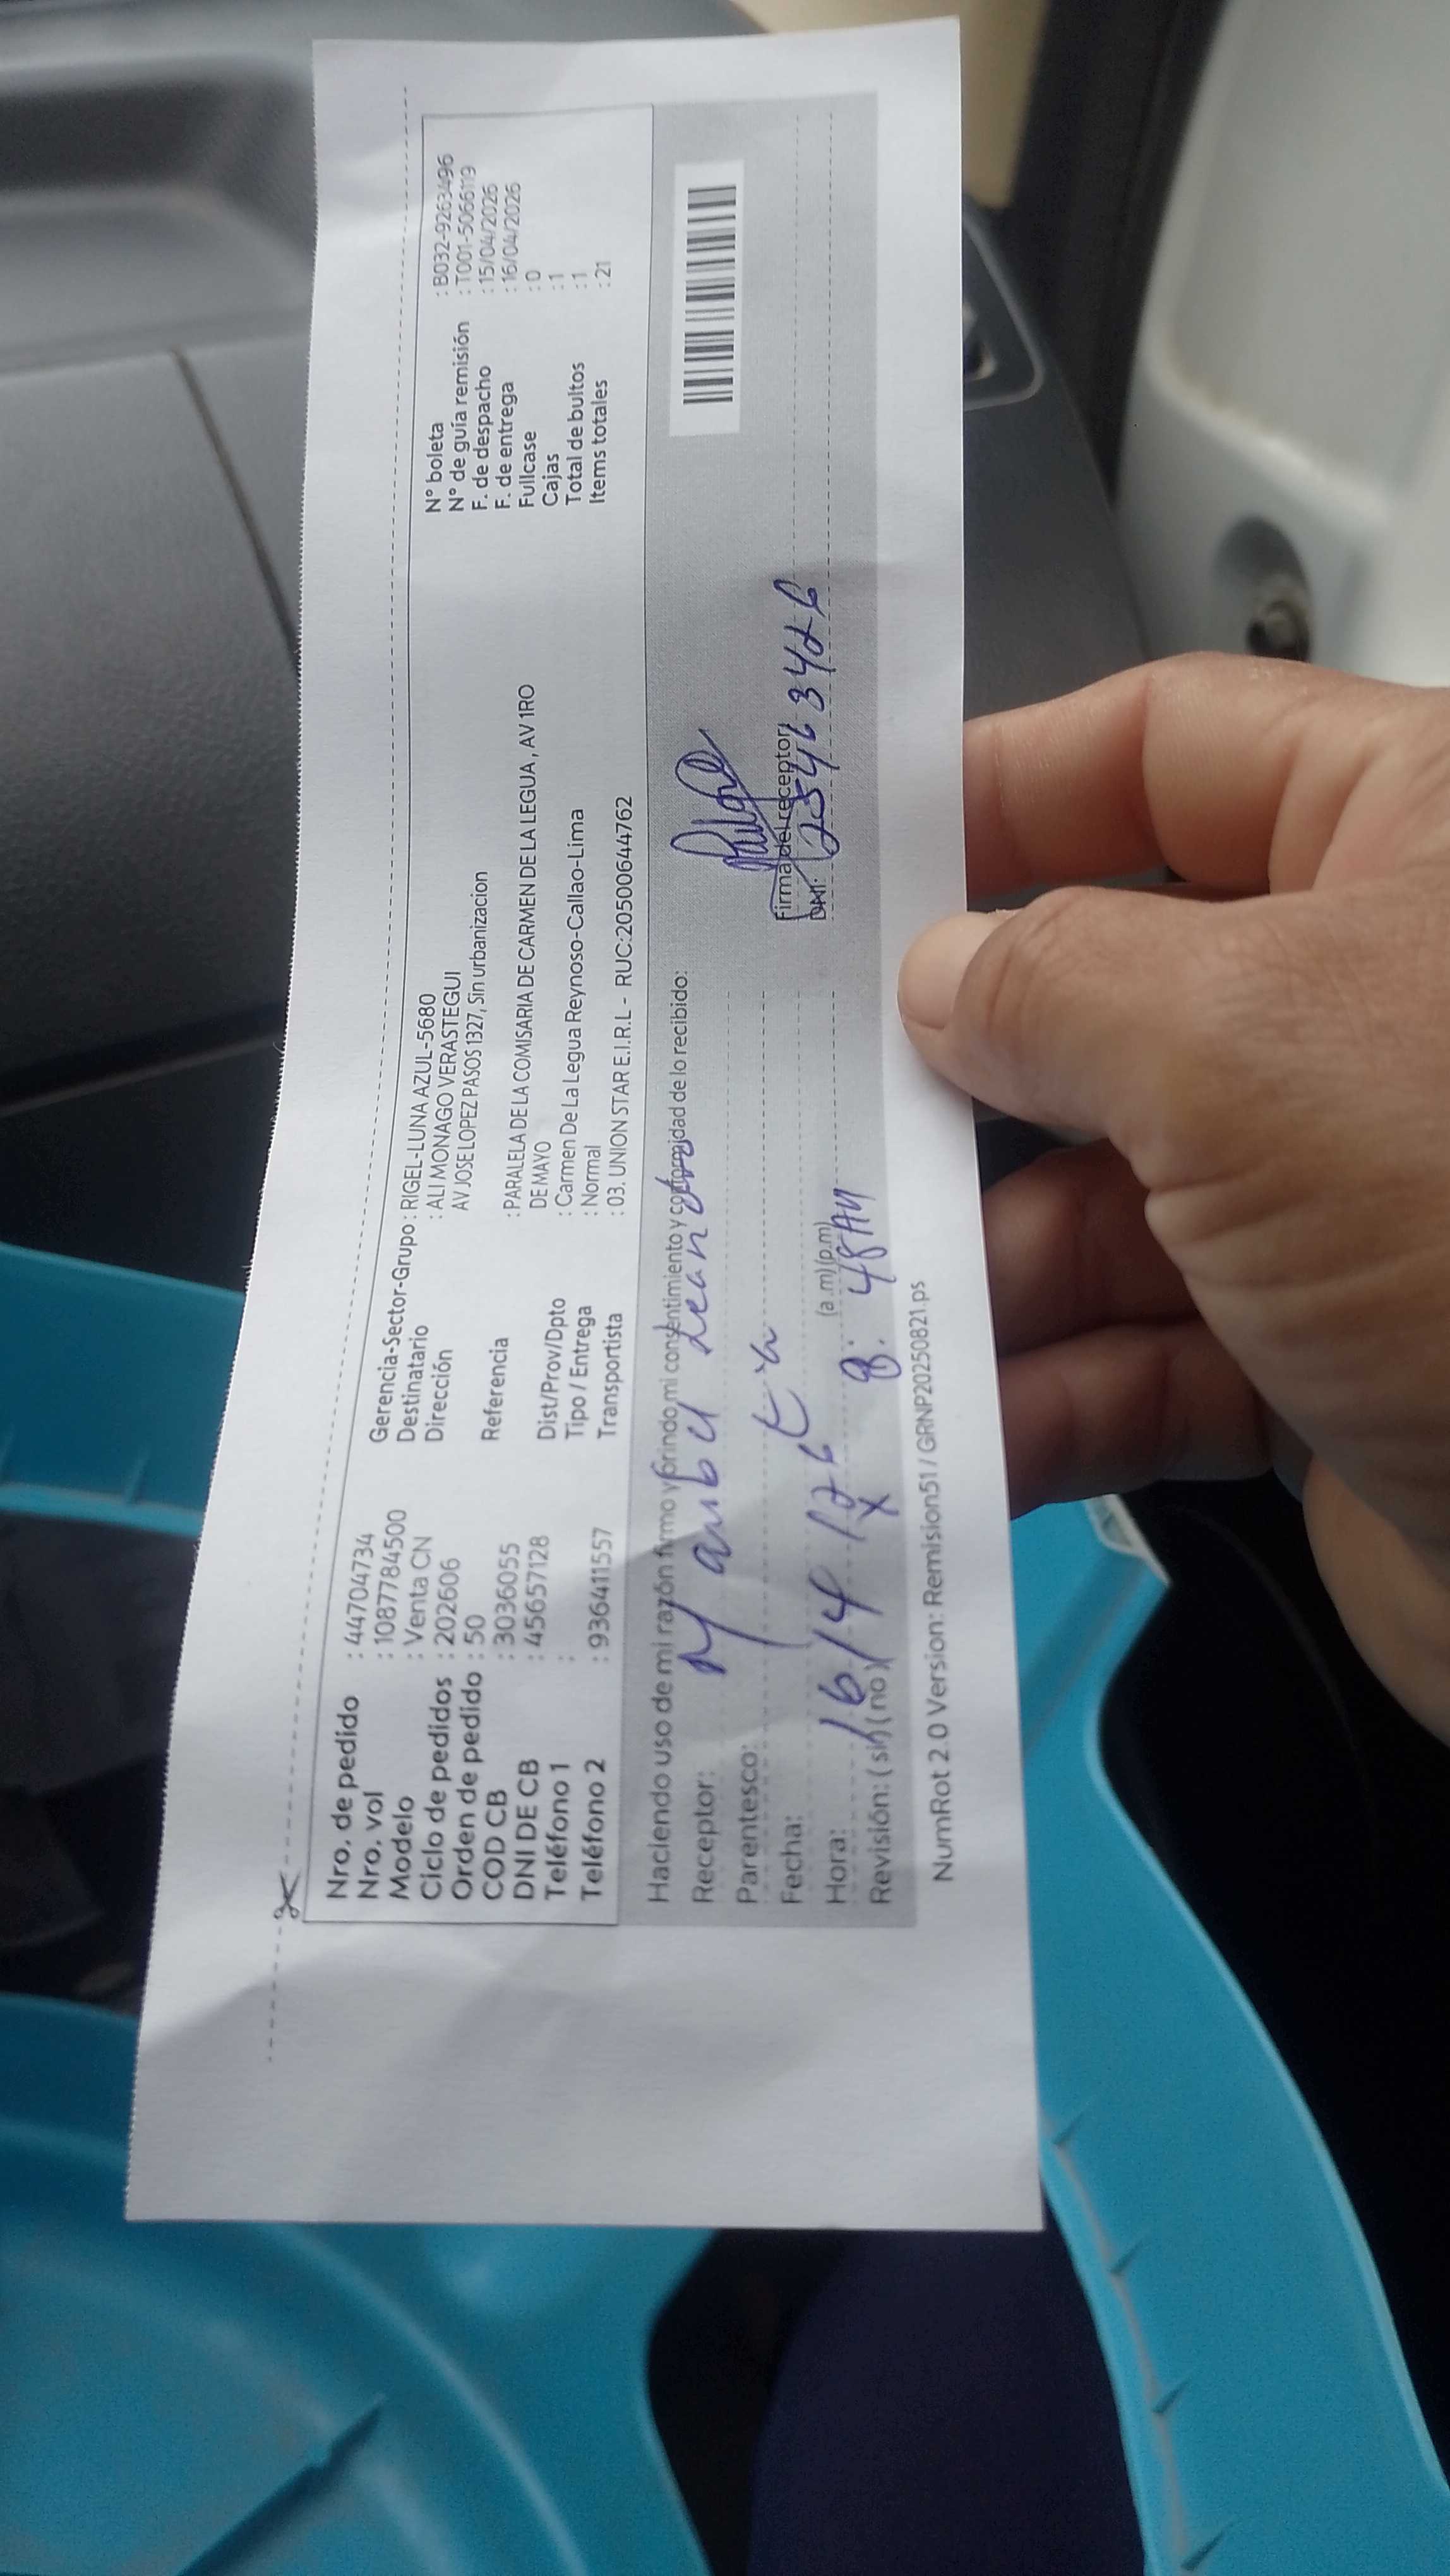 Nro. de pedido : 44704734
Nro. vol : 1087784500
Modelo : Venta CN
Ciclo de pedidos : 202606
Orden de pedido : 50
COD CB : 3036055
DNI DE CB : 45657128
Teléfono 1 :
Teléfono 2 : 936411557
Gerencia-Sector-Grupo : RIGEL-LUNA AZUL-5680
Destinatario : ALI MONAGO VERASTEGUI
Dirección AV JOSE LOPEZ PASOS 1327, Sin urbanizacion
Referencia : PARALELA DE LA COMISARIA DE CARMEN DE LA LEGUA , AV 1RO
DE MAYO
Dist/Prov/Dpto : Carmen De La Legua Reynoso-Callao-Lima
Tipo / Entrega : Normal
Transportista : 03. UNION STAR E.I.R.L - RUC:20500644762
N° boleta : B032-9263496
N° de guía remisión : T001-5066119
F. de despacho : 15/04/2026
F. de entrega : 16/04/2026
Fullcase : 0
Cajas : 1
Total de bultos : 1
Items totales : 21
Haciendo uso de mi razón firmo y brindo mi consentimiento y conformidad de lo recibido:
Receptor:
Parentesco:
Fecha: 16/4/26
Hora: (a.m)(p.m) 9:48AM
Revisión: (si) (no) X
Firma del receptor
DNI: 25463426
NumRot 2.0 Version: Remision51 / GRNP20250821.ps